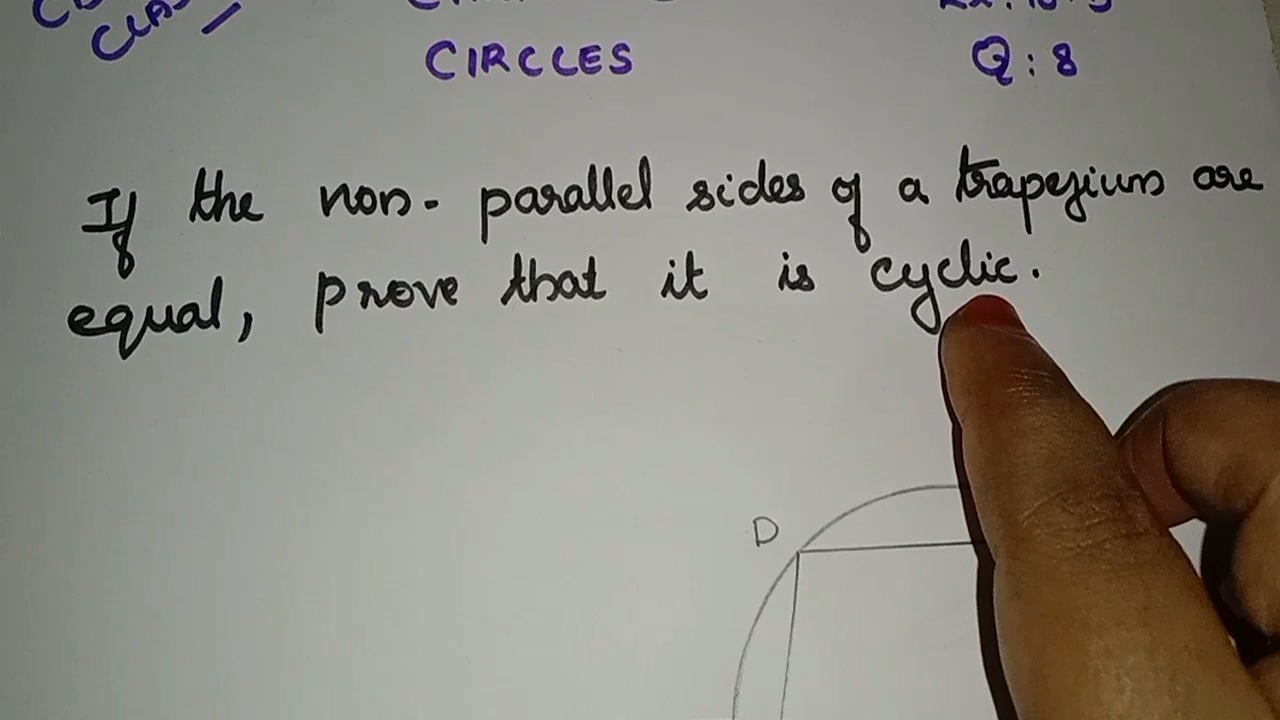 CIRCLES
Q: 8
If the non-parallel sides of a trapezium are
equal, prove that it is cyclic.
D